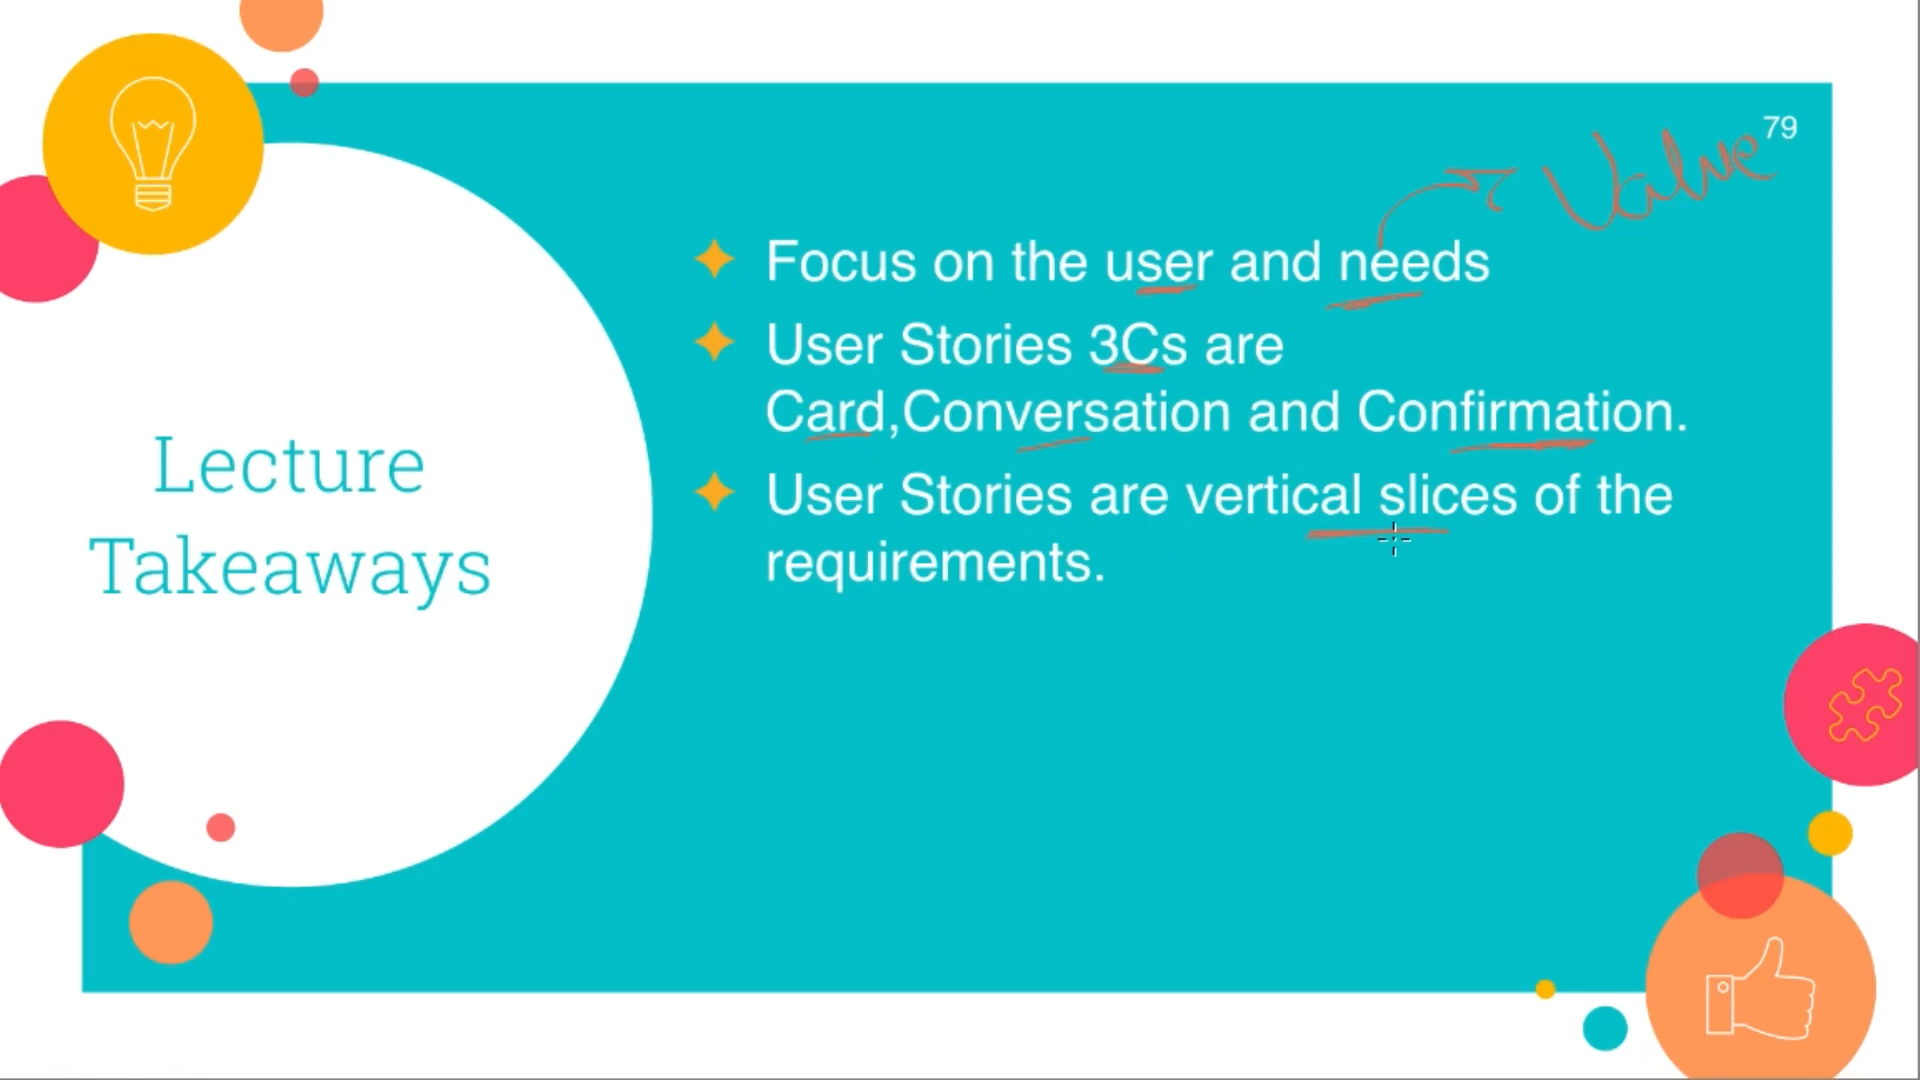 79
Value
Lecture
Takeaways
Focus on the user and needs
User Stories 3Cs are
Card,Conversation and Confirmation.
User Stories are vertical slices of the
requirements.